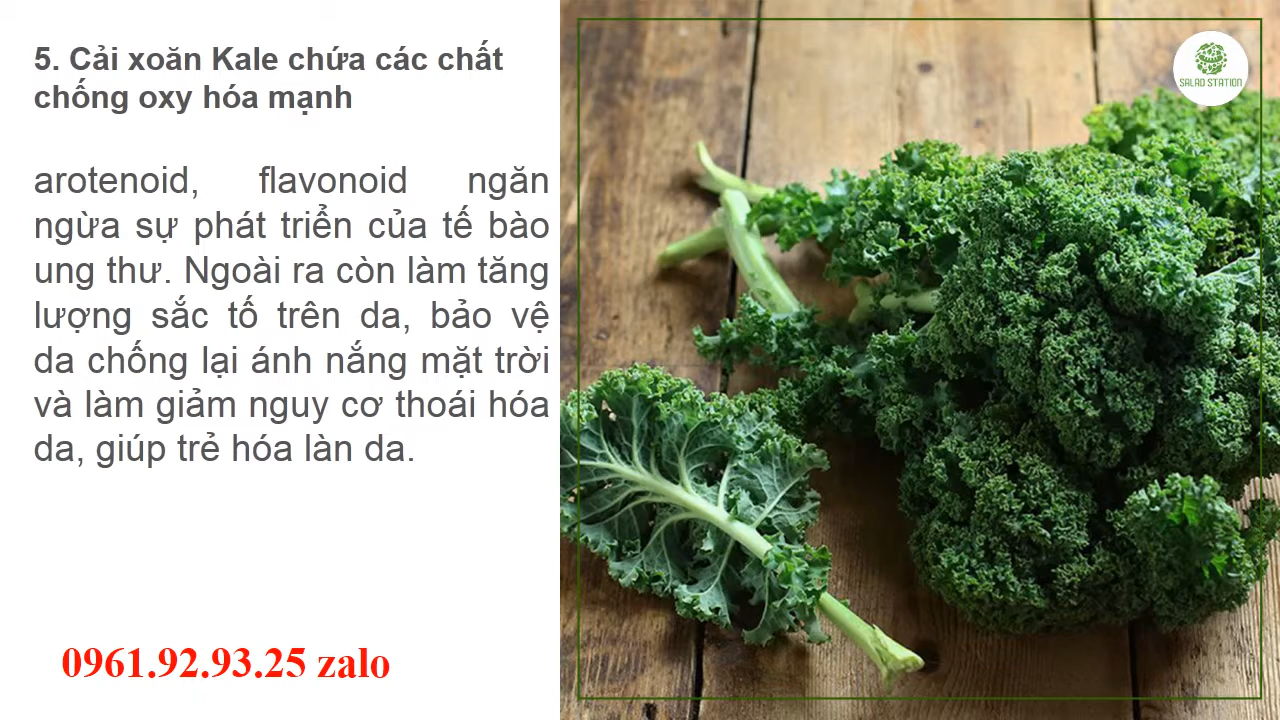 5. Cải xoăn Kale chứa các chất
chống oxy hóa mạnh
arotenoid, flavonoid ngăn
ngừa sự phát triển của tế bào
ung thư. Ngoài ra còn làm tăng
lượng sắc tố trên da, bảo vệ
da chống lại ánh nắng mặt trời
và làm giảm nguy cơ thoái hóa
da, giúp trẻ hóa làn da.
0961.92.93.25 zalo
SALAD STATION